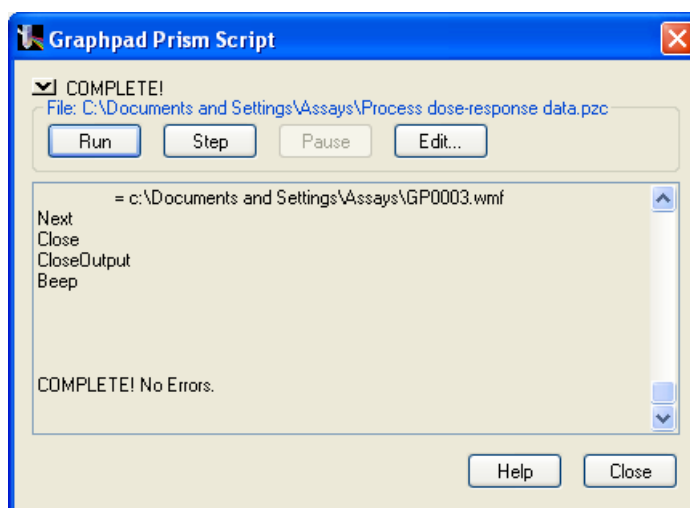 Graphpad Prism Script
COMPLETE!
File: C:\Documents and Settings\Assays\Process dose-response data.pzc
Run Step Pause Edit...
= c:\Documents and Settings\Assays\GP0003.wmf
Next
Close
CloseOutput
Beep
COMPLETE! No Errors.
Help Close